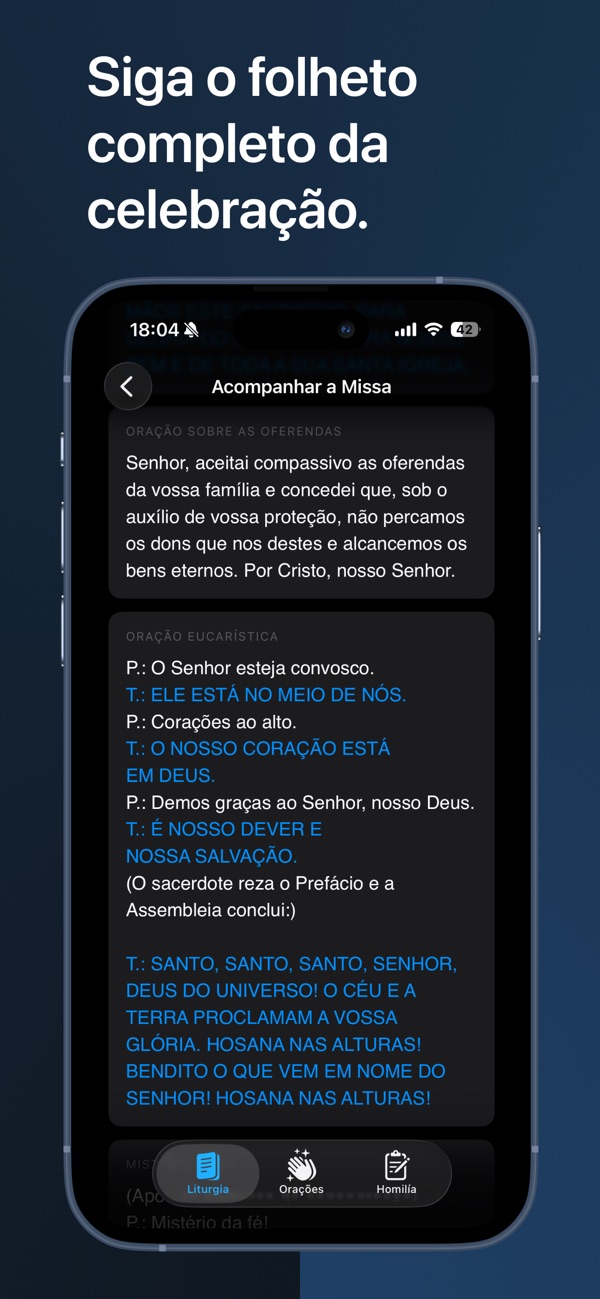 Siga o folheto
completo da
celebração.
18:04
42
Acompanhar a Missa
ORAÇÃO SOBRE AS OFERENDAS
Senhor, aceitai compassivo as oferendas
da vossa família e concedei que, sob o
auxílio de vossa proteção, não percamos
os dons que nos destes e alcancemos os
bens eternos. Por Cristo, nosso Senhor.
ORAÇÃO EUCARÍSTICA
P.: O Senhor esteja convosco.
T.: ELE ESTÁ NO MEIO DE NÓS.
P.: Corações ao alto.
T.: O NOSSO CORAÇÃO ESTÁ
EM DEUS.
P.: Demos graças ao Senhor, nosso Deus.
T.: É NOSSO DEVER E
NOSSA SALVAÇÃO.
(O sacerdote reza o Prefácio e a
Assembleia conclui:)
T.: SANTO, SANTO, SANTO, SENHOR,
DEUS DO UNIVERSO! O CÉU E A
TERRA PROCLAMAM A VOSSA
GLÓRIA. HOSANA NAS ALTURAS!
BENDITO O QUE VEM EM NOME DO
SENHOR! HOSANA NAS ALTURAS!
Liturgia
Orações
Homilía
P.: Mistério da fé!